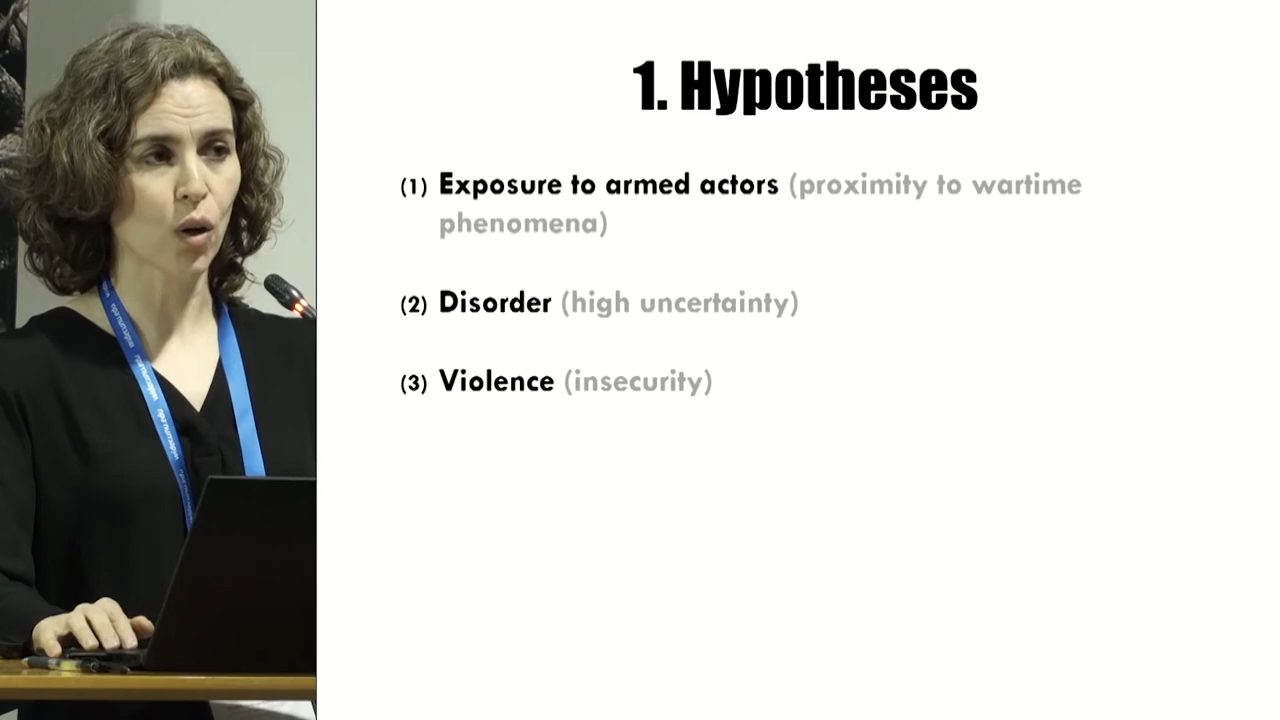 1. Hypotheses
(1) Exposure to armed actors (proximity to wartime
phenomena)
(2) Disorder (high uncertainty)
(3) Violence (insecurity)